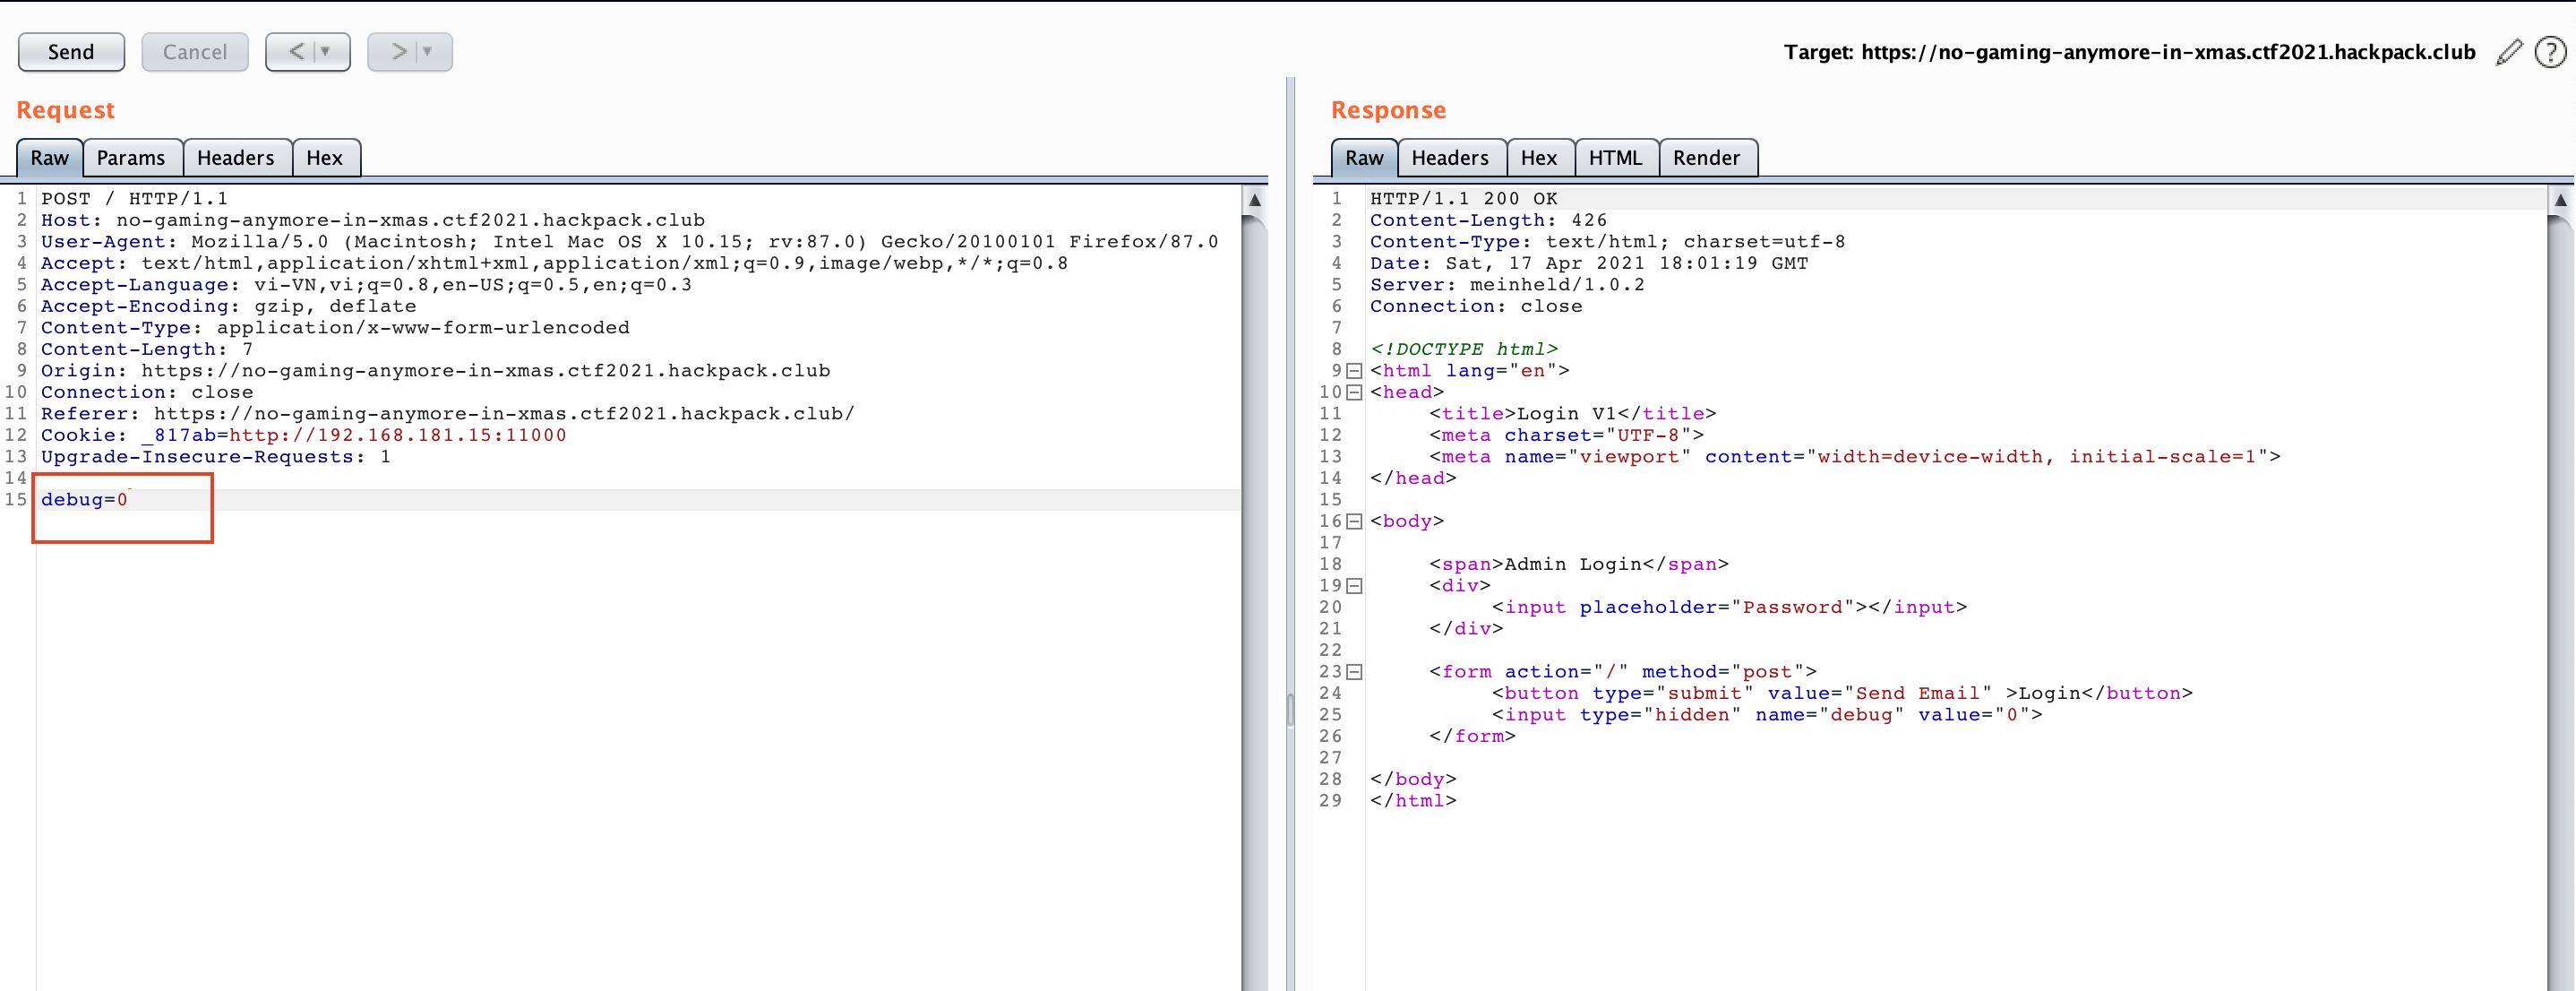 Send Cancel < > Target: https://no-gaming-anymore-in-xmas.ctf2021.hackpack.club ?
Request
Raw Params Headers Hex
1 POST / HTTP/1.1
2 Host: no-gaming-anymore-in-xmas.ctf2021.hackpack.club
3 User-Agent: Mozilla/5.0 (Macintosh; Intel Mac OS X 10.15; rv:87.0) Gecko/20100101 Firefox/87.0
4 Accept: text/html,application/xhtml+xml,application/xml;q=0.9,image/webp,*/*;q=0.8
5 Accept-Language: vi-VN,vi;q=0.8,en-US;q=0.5,en;q=0.3
6 Accept-Encoding: gzip, deflate
7 Content-Type: application/x-www-form-urlencoded
8 Content-Length: 7
9 Origin: https://no-gaming-anymore-in-xmas.ctf2021.hackpack.club
10 Connection: close
11 Referer: https://no-gaming-anymore-in-xmas.ctf2021.hackpack.club/
12 Cookie: _817ab=http://192.168.181.15:11000
13 Upgrade-Insecure-Requests: 1
14
15 debug=0
Response
Raw Headers Hex HTML Render
1 HTTP/1.1 200 OK
2 Content-Length: 426
3 Content-Type: text/html; charset=utf-8
4 Date: Sat, 17 Apr 2021 18:01:19 GMT
5 Server: meinheld/1.0.2
6 Connection: close
7
8 <!DOCTYPE html>
9 <html lang="en">
10 <head>
11 <title>Login V1</title>
12 <meta charset="UTF-8">
13 <meta name="viewport" content="width=device-width, initial-scale=1">
14 </head>
15
16 <body>
17
18 <span>Admin Login</span>
19 <div>
20 <input placeholder="Password"></input>
21 </div>
22
23 <form action="/" method="post">
24 <button type="submit" value="Send Email" >Login</button>
25 <input type="hidden" name="debug" value="0">
26 </form>
27
28 </body>
29 </html>